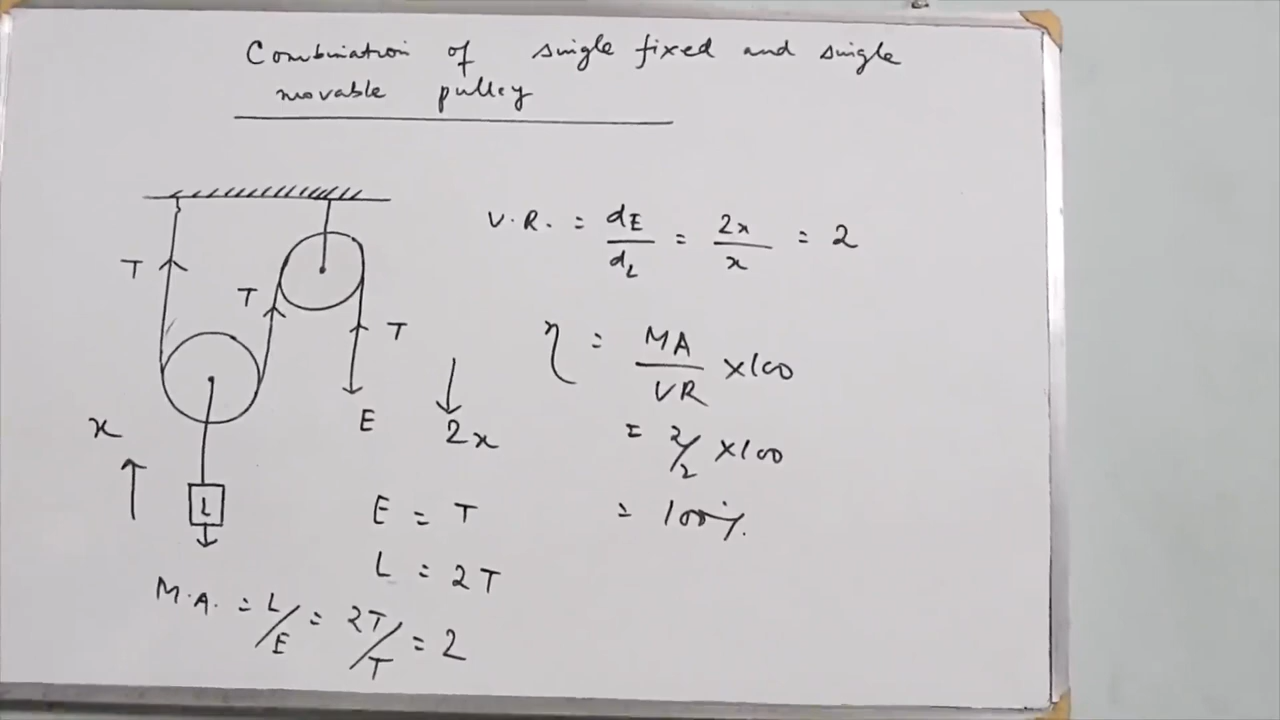 Combination of single fixed and single
movable pulley
T
T
T
E
x
2x
L
E = T
L = 2T
M.A. = L/E = 2T/T = 2
V.R. = dE/dL = 2x/x = 2
η = MA/VR × 100
= 2/2 × 100
= 100%.